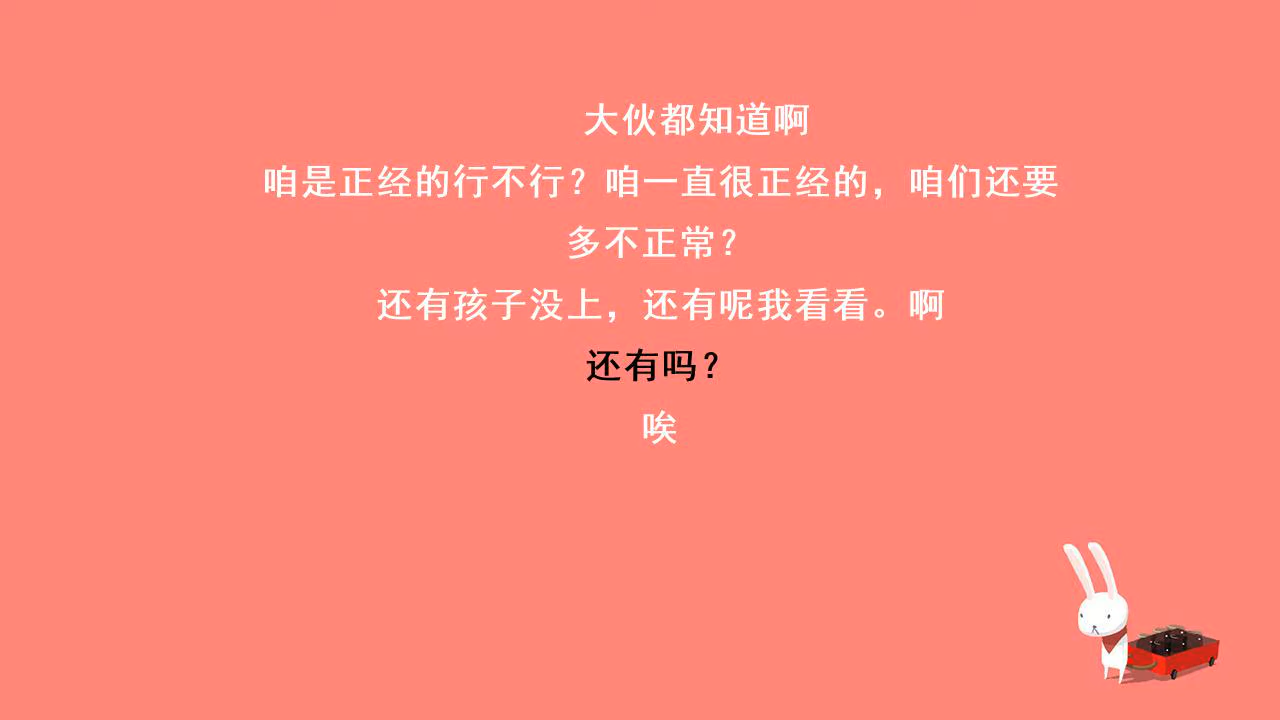 大伙都知道啊
咱是正经的行不行？咱一直很正经的，咱们还要
多不正常？
还有孩子没上，还有呢我看看。啊
还有吗？
唉